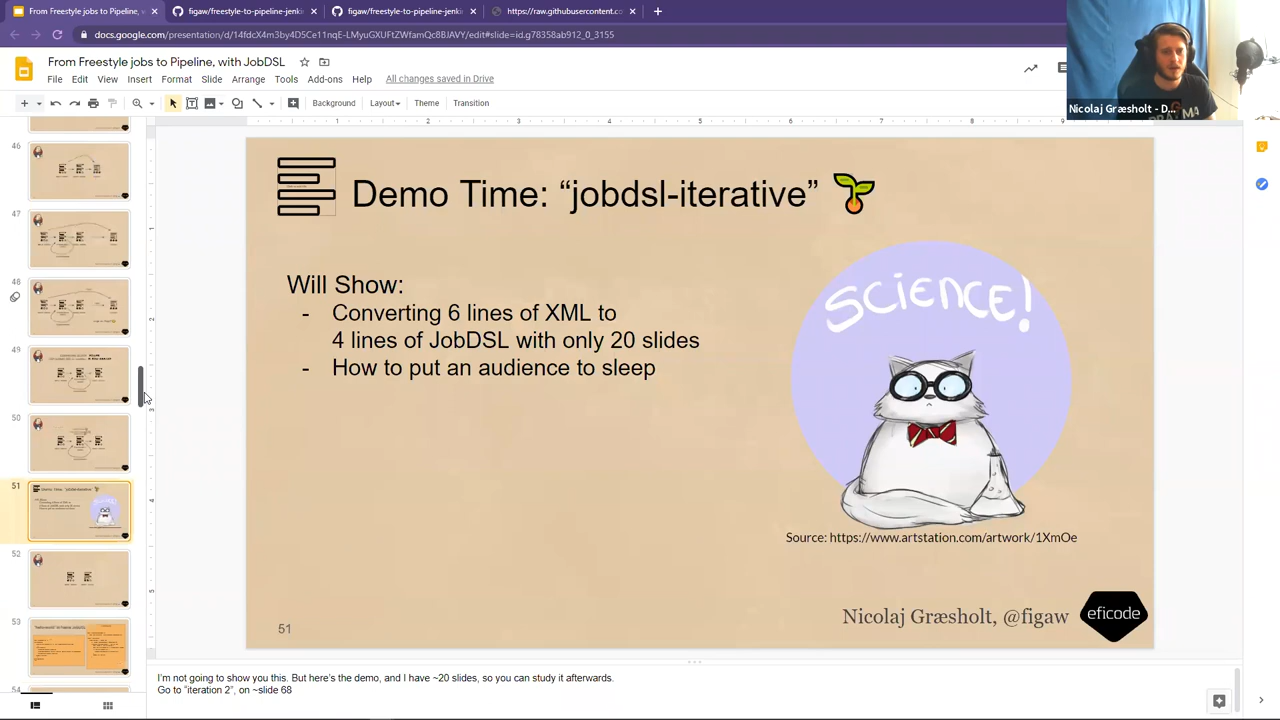 From Freestyle jobs to Pipeline, w
figaw/freestyle-to-pipeline-jenki
figaw/freestyle-to-pipeline-jenk
https://raw.githubusercontent.co
docs.google.com/presentation/d/14fdcX4m3by4D5Ce11nqE-LMyuGXUFtZWfamQc8BJAVY/edit#slide=id.g78358ab912_0_3155
From Freestyle jobs to Pipeline, with JobDSL
File Edit View Insert Format Slide Arrange Tools Add-ons Help All changes saved in Drive
Background Layout Theme Transition
Nicolaj Græsholt - D...
46
47
48
49
50
51
52
53
54
Demo Time: “jobdsl-iterative”
Will Show:
- Converting 6 lines of XML to
4 lines of JobDSL with only 20 slides
- How to put an audience to sleep
SCIENCE!
Source: https://www.artstation.com/artwork/1XmOe
Nicolaj Græsholt, @figaw
eficode
51
I'm not going to show you this. But here's the demo, and I have ~20 slides, so you can study it afterwards.
Go to “iteration 2”, on ~slide 68